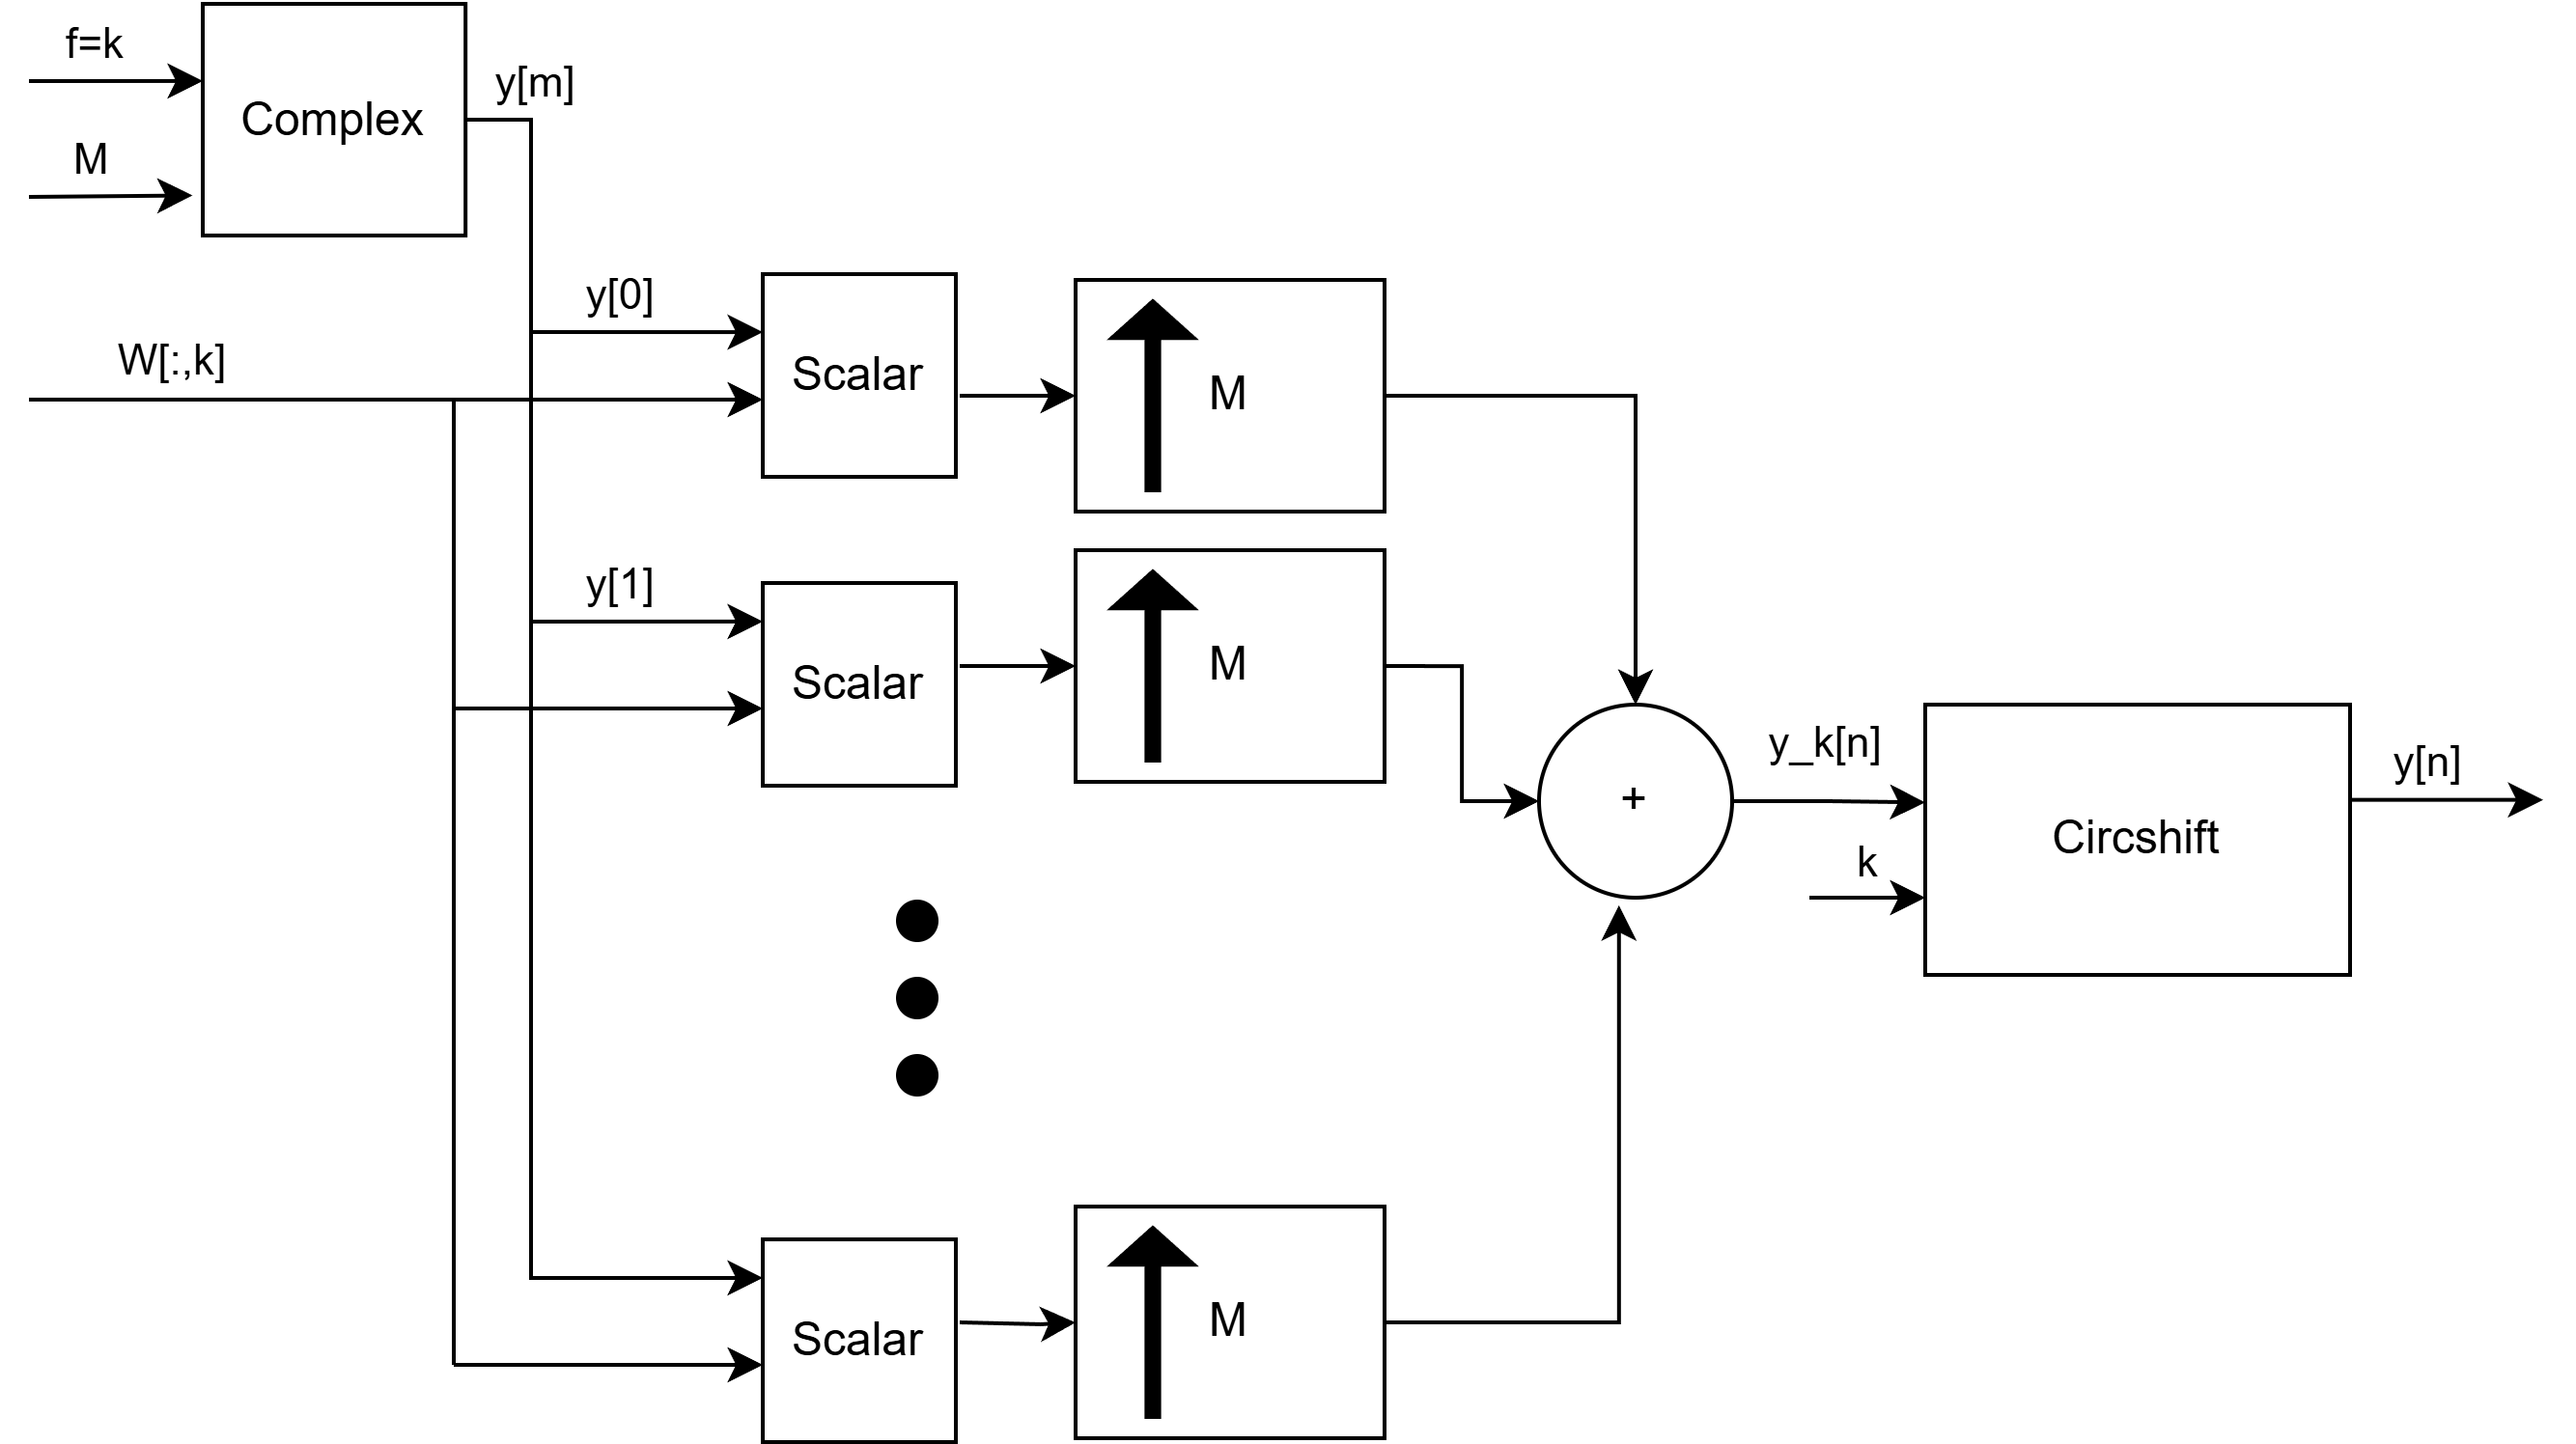 f=k
M
Complex
y[m]
W[:,k]
y[0]
Scalar
M
y[1]
Scalar
M
+
y_k[n]
k
Circshift
y[n]
Scalar
M